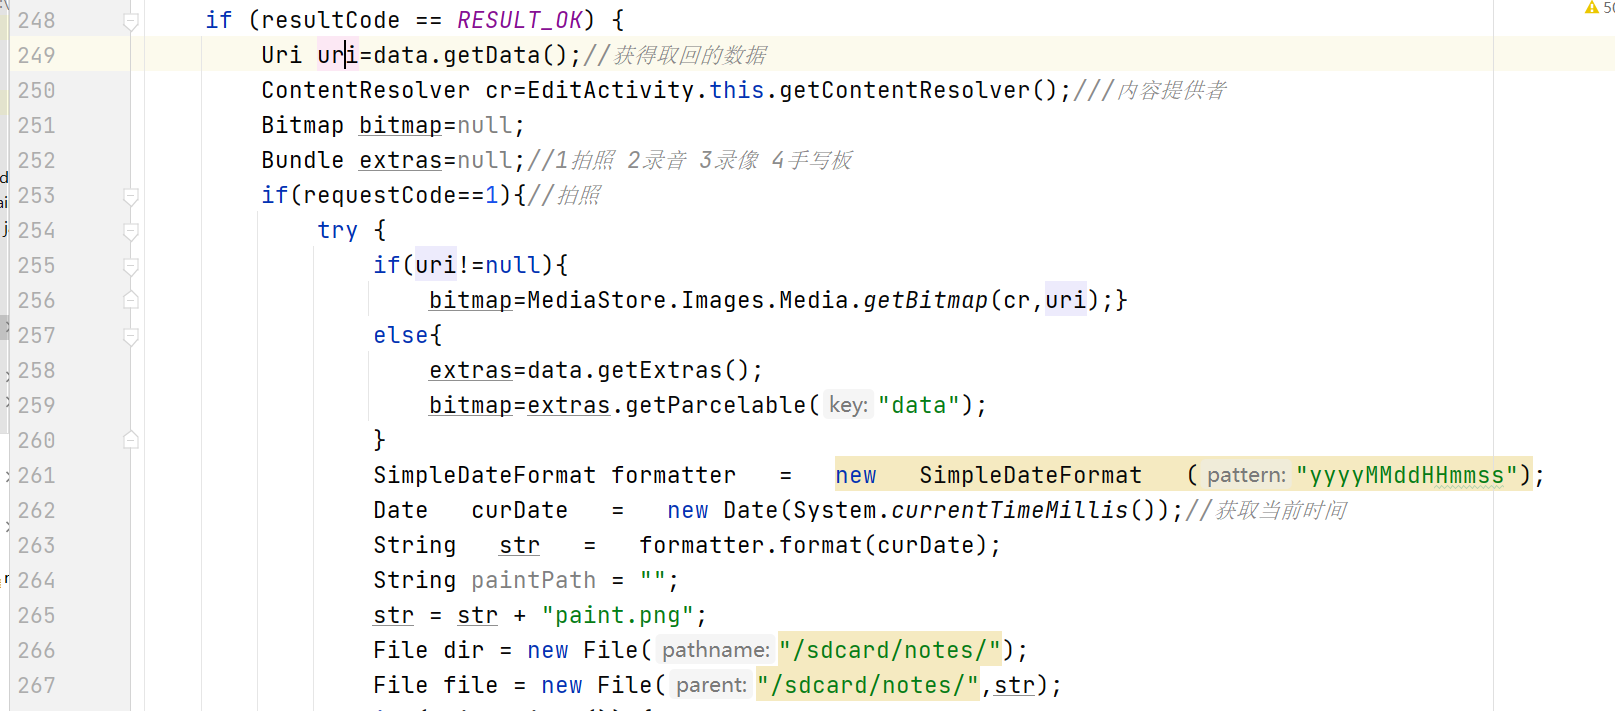 248 if (resultCode == RESULT_OK) {
249 Uri uri=data.getData();//获得取回的数据
250 ContentResolver cr=EditActivity.this.getContentResolver();///内容提供者
251 Bitmap bitmap=null;
252 Bundle extras=null;//1拍照 2录音 3录像 4手写板
253 if(requestCode==1){//拍照
254 try {
255 if(uri!=null){
256 bitmap=MediaStore.Images.Media.getBitmap(cr,uri);}
257 else{
258 extras=data.getExtras();
259 bitmap=extras.getParcelable( key: "data");
260 }
261 SimpleDateFormat formatter = new SimpleDateFormat ( pattern: "yyyyMMddHHmmss");
262 Date curDate = new Date(System.currentTimeMillis());//获取当前时间
263 String str = formatter.format(curDate);
264 String paintPath = "";
265 str = str + "paint.png";
266 File dir = new File( pathname: "/sdcard/notes/");
267 File file = new File( parent: "/sdcard/notes/",str);